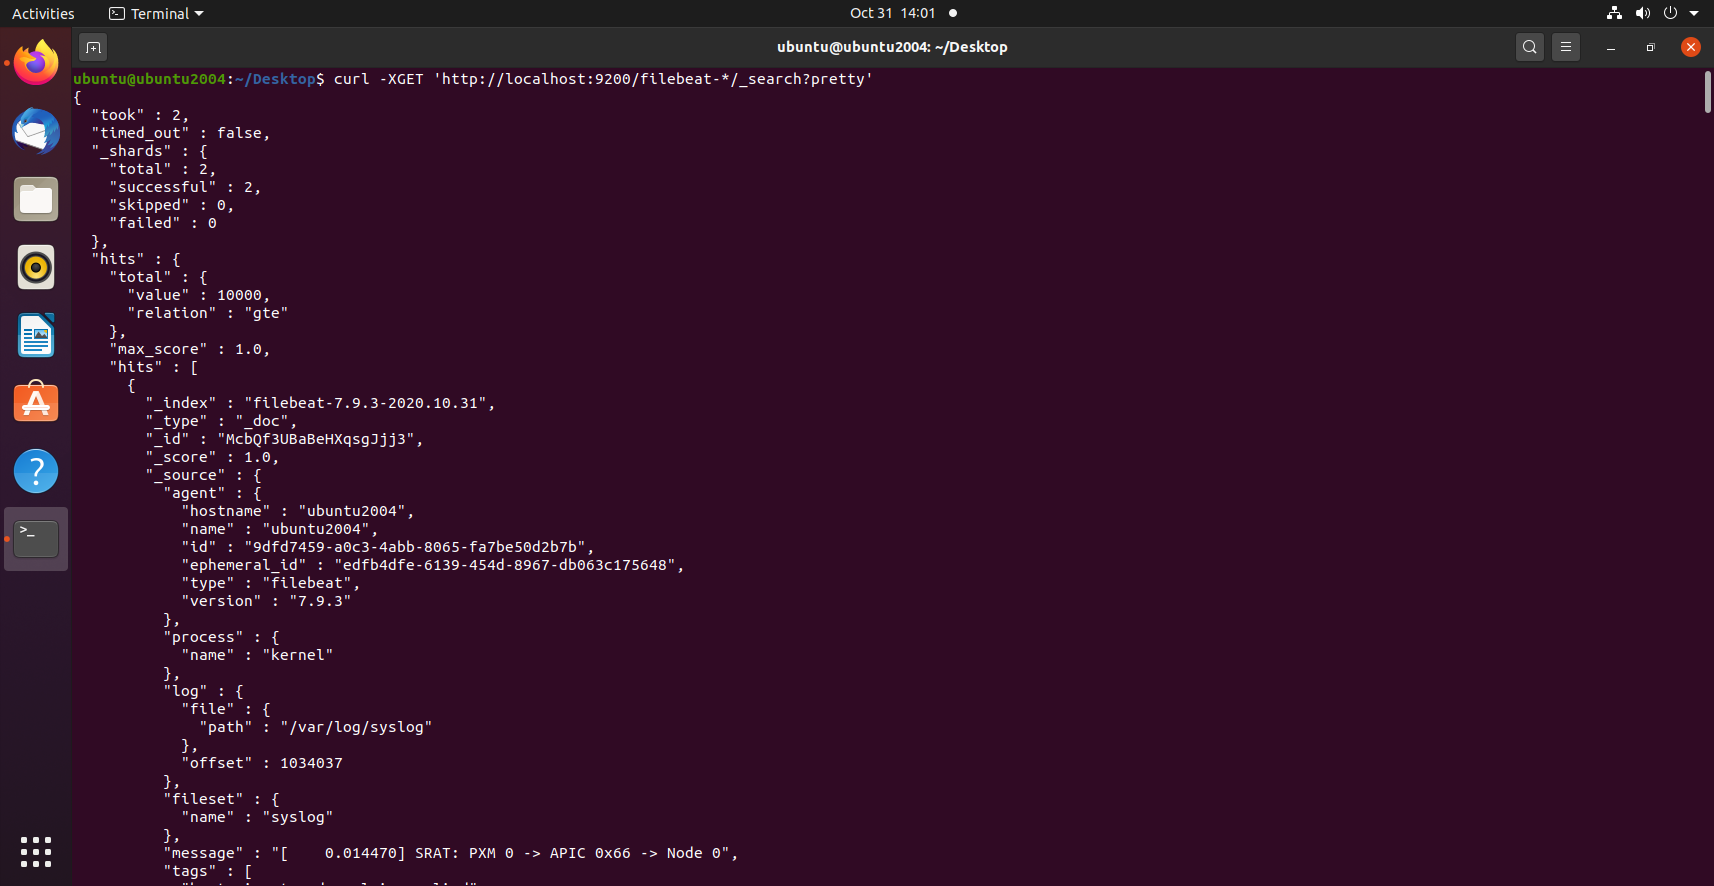 Activities
Terminal
Oct 31 14:01
ubuntu@ubuntu2004: ~/Desktop
ubuntu@ubuntu2004:~/Desktop$ curl -XGET 'http://localhost:9200/filebeat-*/_search?pretty'
{
  "took" : 2,
  "timed_out" : false,
  "_shards" : {
    "total" : 2,
    "successful" : 2,
    "skipped" : 0,
    "failed" : 0
  },
  "hits" : {
    "total" : {
      "value" : 10000,
      "relation" : "gte"
    },
    "max_score" : 1.0,
    "hits" : [
      {
        "_index" : "filebeat-7.9.3-2020.10.31",
        "_type" : "_doc",
        "_id" : "McbQf3UBaBeHXqsgJjj3",
        "_score" : 1.0,
        "_source" : {
          "agent" : {
            "hostname" : "ubuntu2004",
            "name" : "ubuntu2004",
            "id" : "9dfd7459-a0c3-4abb-8065-fa7be50d2b7b",
            "ephemeral_id" : "edfb4dfe-6139-454d-8967-db063c175648",
            "type" : "filebeat",
            "version" : "7.9.3"
          },
          "process" : {
            "name" : "kernel"
          },
          "log" : {
            "file" : {
              "path" : "/var/log/syslog"
            },
            "offset" : 1034037
          },
          "fileset" : {
            "name" : "syslog"
          },
          "message" : "[    0.014470] SRAT: PXM 0 -> APIC 0x66 -> Node 0",
          "tags" : [